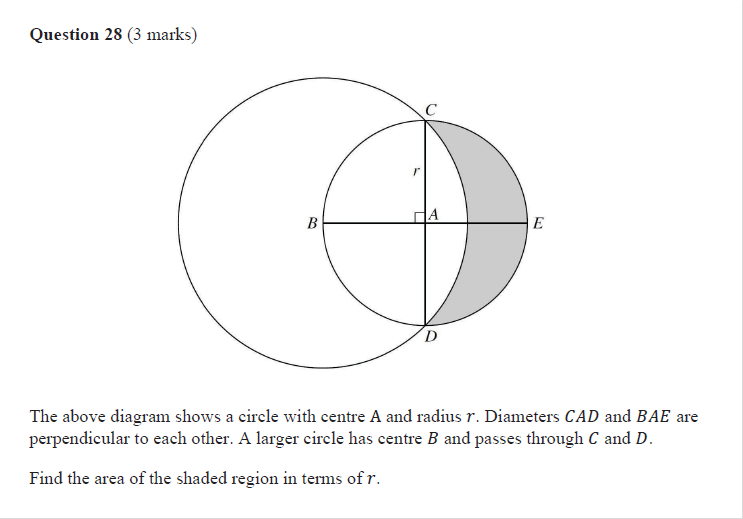 Question 28 (3 marks)
C
r
A
B
E
D
The above diagram shows a circle with centre A and radius r. Diameters CAD and BAE are
perpendicular to each other. A larger circle has centre B and passes through C and D.
Find the area of the shaded region in terms of r.